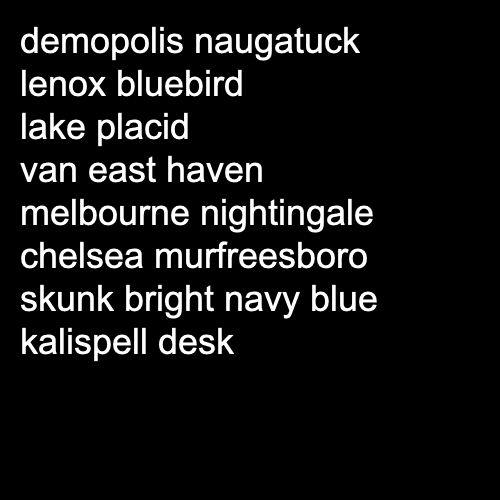 demopolis naugatuck
lenox bluebird
lake placid
van east haven
melbourne nightingale
chelsea murfreesboro
skunk bright navy blue
kalispell desk